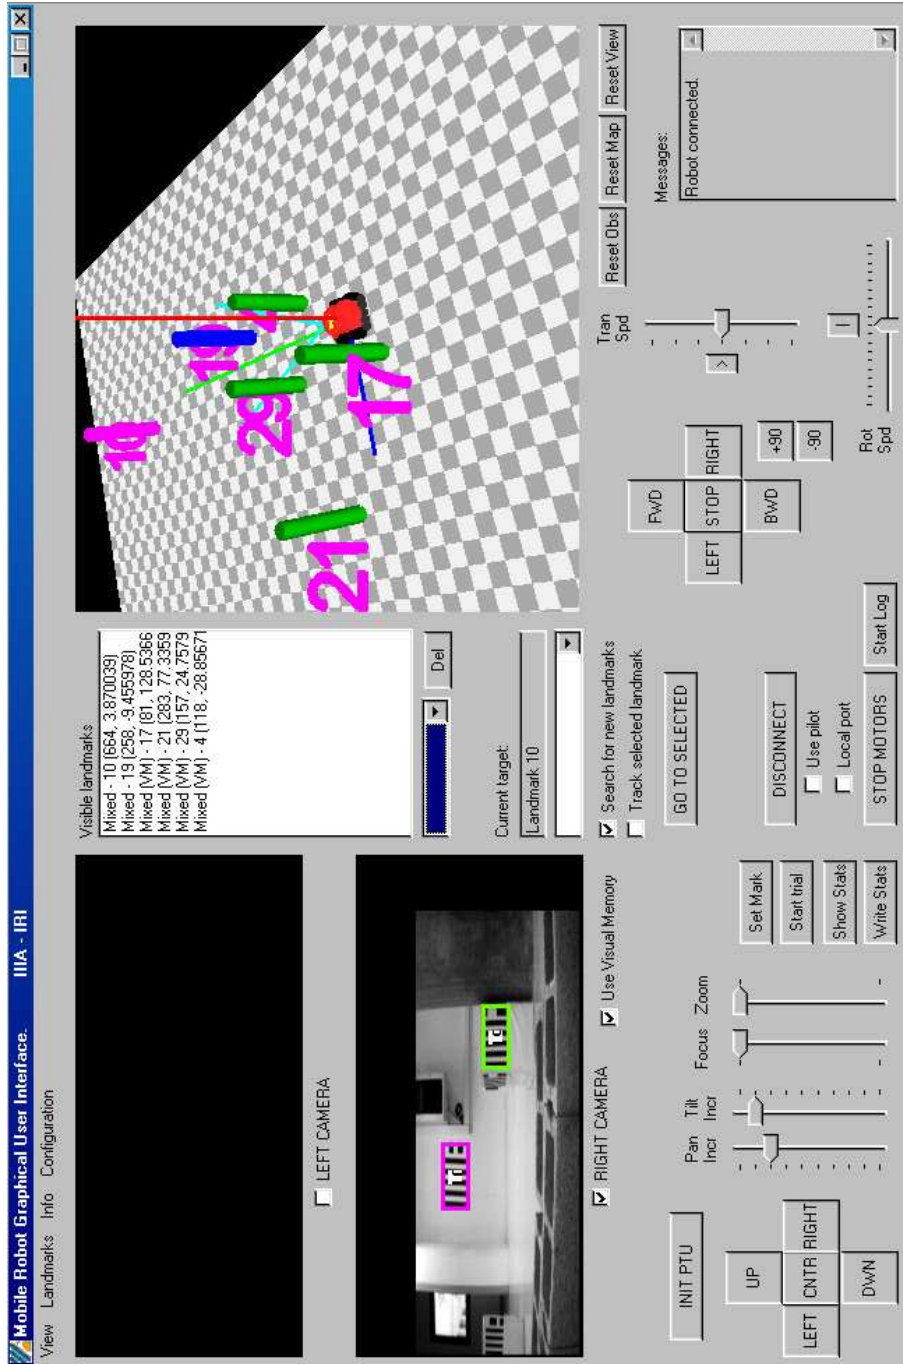 Mobile Robot Graphical User Interface. IIIA - IRI
View Landmarks Info Configuration
LEFT CAMERA
RIGHT CAMERA
Use Visual Memory
Visible landmarks
Mixed - 10 (664, 3.870039)
Mixed - 19 (258, -9.455978)
Mixed (VM) - 17 (81, 128.5366
Mixed (VM) - 21 (283, 77.3359
Mixed (VM) - 29 (157, 24.7579
Mixed (VM) - 4 (118, -28.85671
Del
Current target:
Landmark 10
Search for new landmarks
Track selected landmark
GO TO SELECTED
10
19
4
29
17
21
Reset Obs Reset Map Reset View
INIT PTU
UP
LEFT CNTR RIGHT
DWN
Pan Incr
Tilt Incr
Focus
Zoom
Set Mark
Start trial
Show Stats
Write Stats
DISCONNECT
Use pilot
Local port
STOP MOTORS
Start Log
FWD
LEFT STOP RIGHT
BWD
+90
-90
Tran Spd
>
Rot Spd
Messages:
Robot connected.